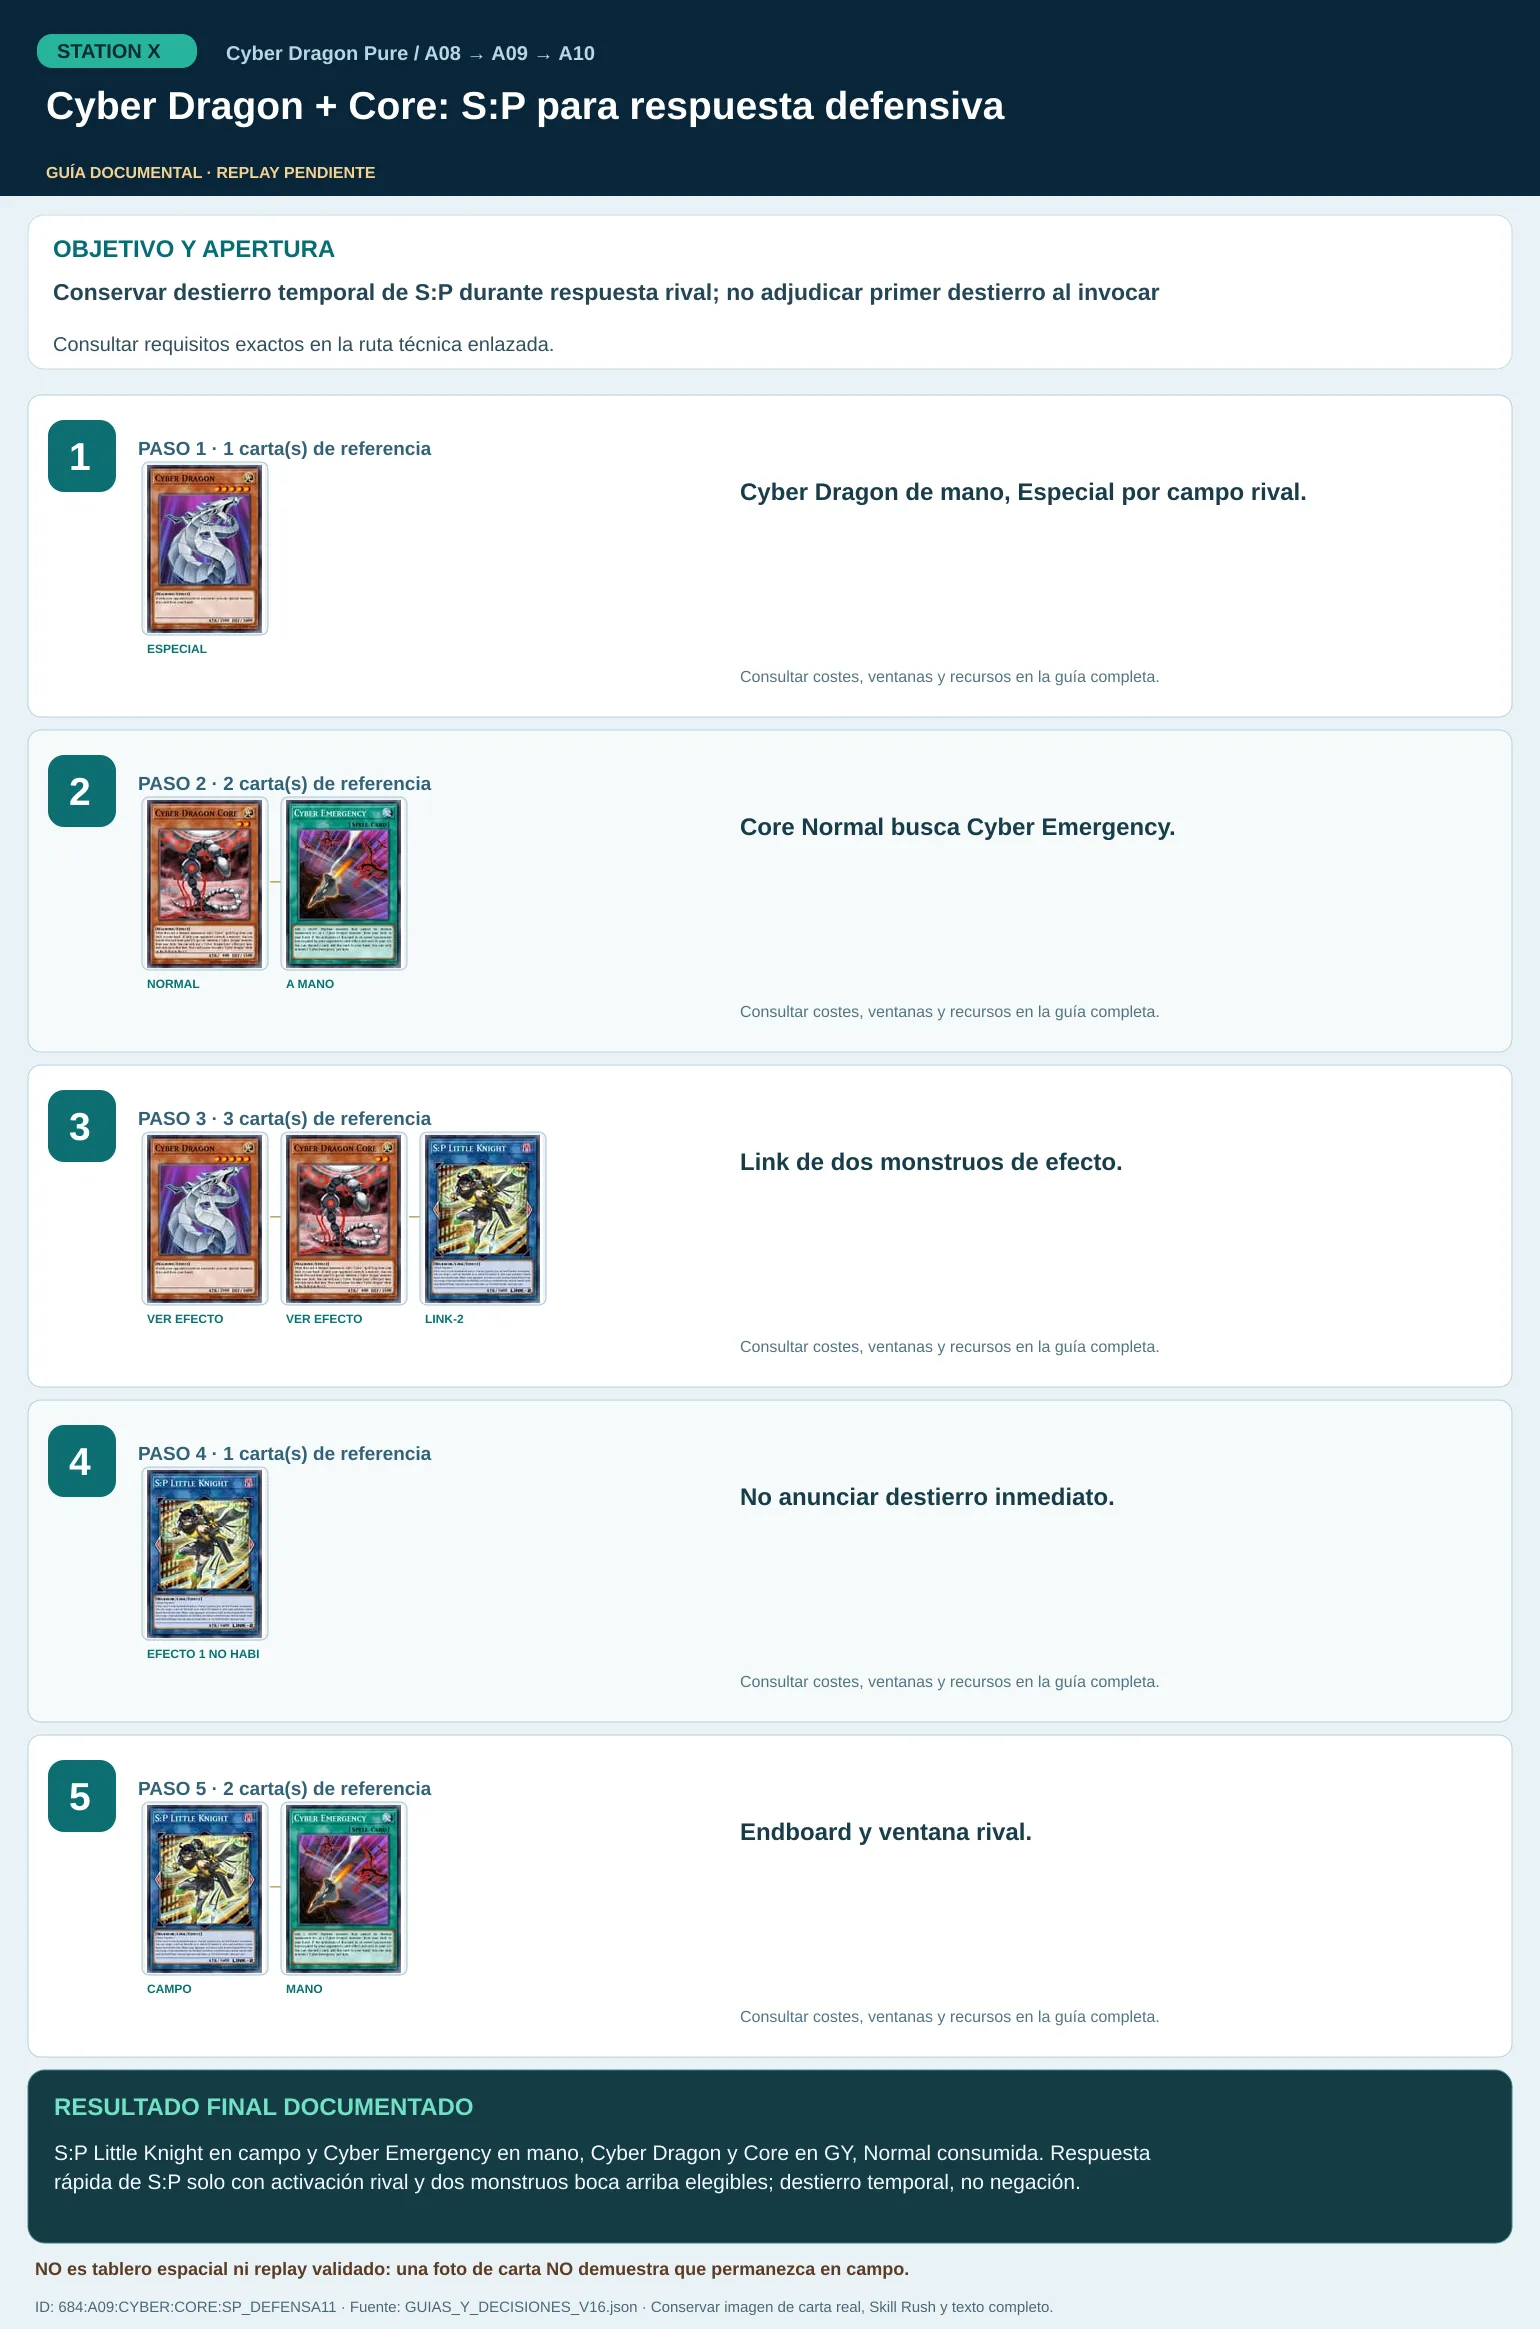 STATION X
Cyber Dragon Pure / A08 → A09 → A10
Cyber Dragon + Core: S:P para respuesta defensiva
GUÍA DOCUMENTAL · REPLAY PENDIENTE
OBJETIVO Y APERTURA
Conservar destierro temporal de S:P durante respuesta rival; no adjudicar primer destierro al invocar
Consultar requisitos exactos en la ruta técnica enlazada.
1
PASO 1 · 1 carta(s) de referencia
CYBER DRAGON
ESPECIAL
Cyber Dragon de mano, Especial por campo rival.
Consultar costes, ventanas y recursos en la guía completa.
2
PASO 2 · 2 carta(s) de referencia
CYBER DRAGON CORE
CYBER EMERGENCY
SPELL CARD
NORMAL
A MANO
Core Normal busca Cyber Emergency.
Consultar costes, ventanas y recursos en la guía completa.
3
PASO 3 · 3 carta(s) de referencia
CYBER DRAGON
CYBER DRAGON CORE
S:P LITTLE KNIGHT
LINK-2
VER EFECTO
VER EFECTO
LINK-2
Link de dos monstruos de efecto.
Consultar costes, ventanas y recursos en la guía completa.
4
PASO 4 · 1 carta(s) de referencia
S:P LITTLE KNIGHT
LINK-2
EFECTO 1 NO HABI
No anunciar destierro inmediato.
Consultar costes, ventanas y recursos en la guía completa.
5
PASO 5 · 2 carta(s) de referencia
S:P LITTLE KNIGHT
LINK-2
CYBER EMERGENCY
SPELL CARD
CAMPO
MANO
Endboard y ventana rival.
Consultar costes, ventanas y recursos en la guía completa.
RESULTADO FINAL DOCUMENTADO
S:P Little Knight en campo y Cyber Emergency en mano, Cyber Dragon y Core en GY, Normal consumida. Respuesta
rápida de S:P solo con activación rival y dos monstruos boca arriba elegibles; destierro temporal, no negación.
NO es tablero espacial ni replay validado: una foto de carta NO demuestra que permanezca en campo.
ID: 684:A09:CYBER:CORE:SP_DEFENSA11 · Fuente: GUIAS_Y_DECISIONES_V16.json · Conservar imagen de carta real, Skill Rush y texto completo.